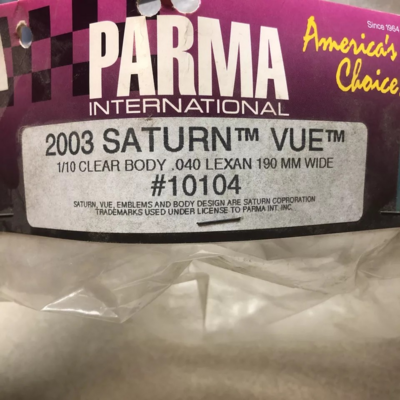 Since 1964
PARMA
INTERNATIONAL
America's
Choice
2003 SATURN™ VUE™
1/10 CLEAR BODY .040 LEXAN 190 MM WIDE
#10104
SATURN, VUE, EMBLEMS AND BODY DESIGN ARE SATURN COPRORATION
TRADEMARKS USED UNDER LICENSE TO PARMA INT. INC.